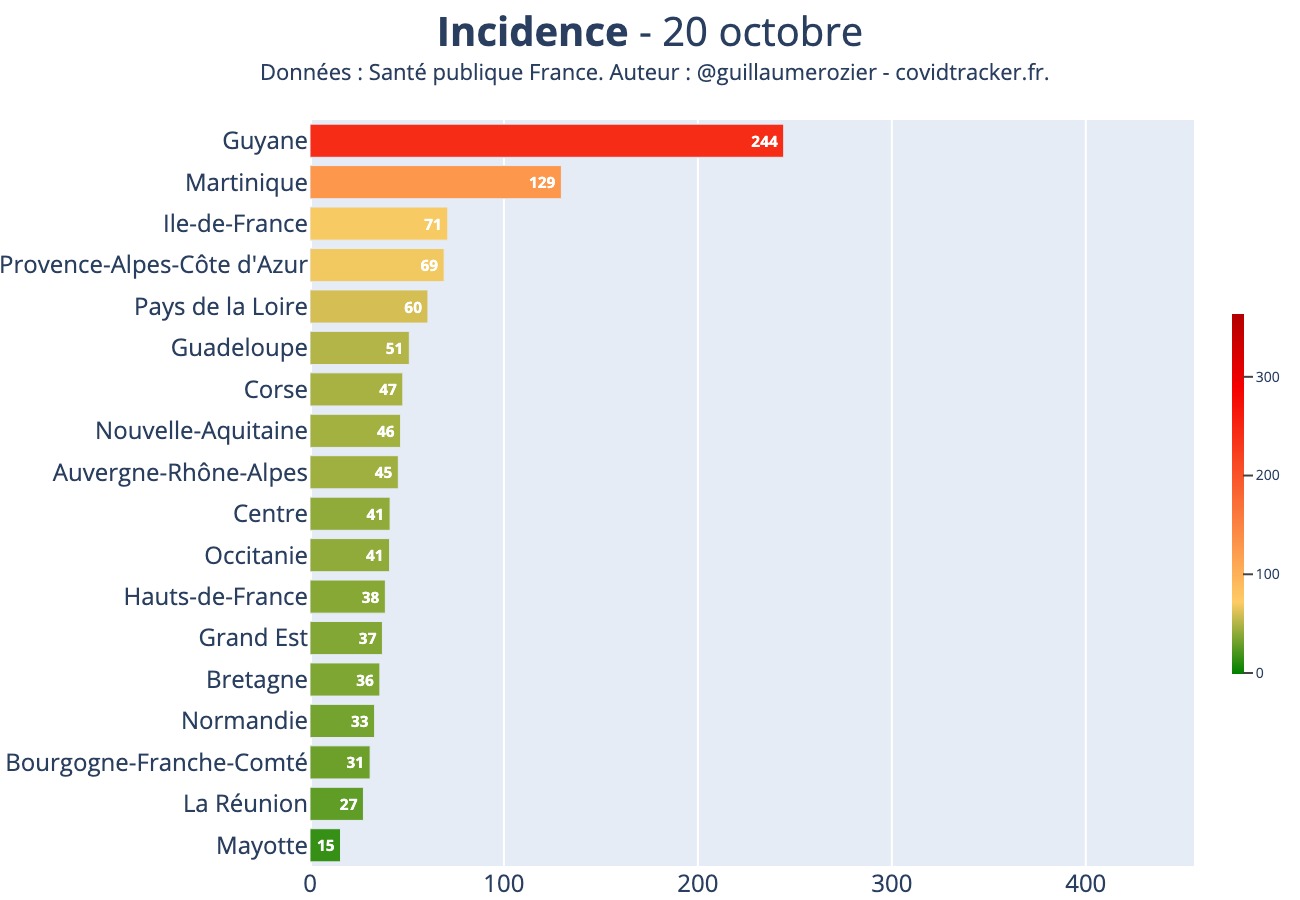 Incidence - 20 octobre
Données : Santé publique France. Auteur : @guillaumerozier - covidtracker.fr.
Guyane 244
Martinique 129
Ile-de-France 71
Provence-Alpes-Côte d'Azur 69
Pays de la Loire 60
Guadeloupe 51
Corse 47
Nouvelle-Aquitaine 46
Auvergne-Rhône-Alpes 45
Centre 41
Occitanie 41
Hauts-de-France 38
Grand Est 37
Bretagne 36
Normandie 33
Bourgogne-Franche-Comté 31
La Réunion 27
Mayotte 15
0 100 200 300 400
300
200
100
0